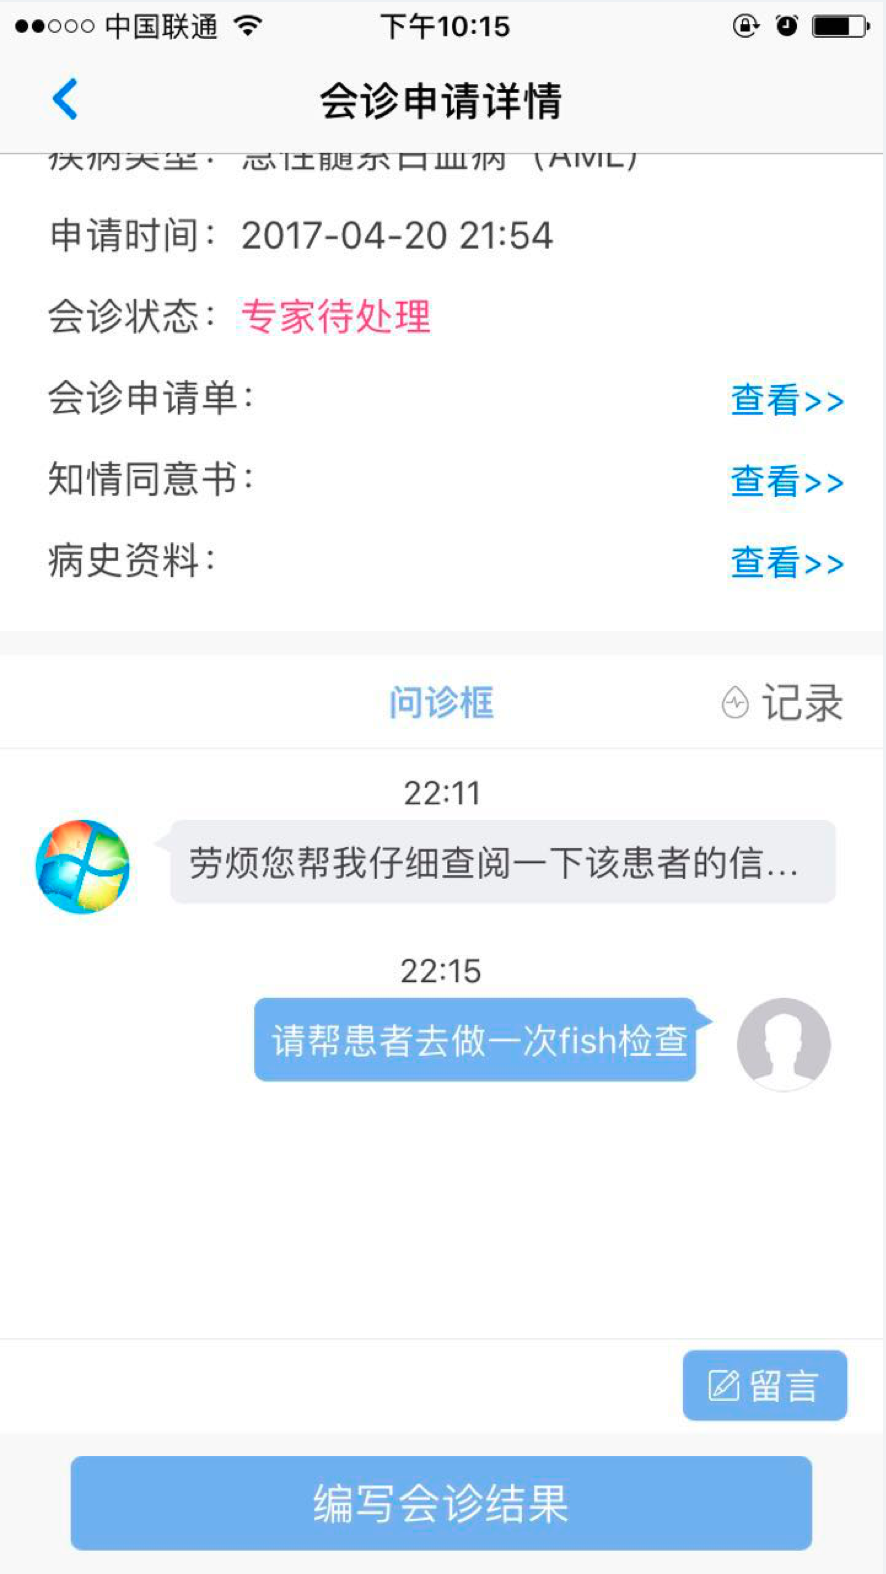 中国联通 下午10:15
会诊申请详情
疾病类型：急性髓系白血病（AML）
申请时间：2017-04-20 21:54
会诊状态：专家待处理
会诊申请单： 查看>>
知情同意书： 查看>>
病史资料： 查看>>
问诊框 记录
22:11
劳烦您帮我仔细查阅一下该患者的信...
22:15
请帮患者去做一次fish检查
留言
编写会诊结果